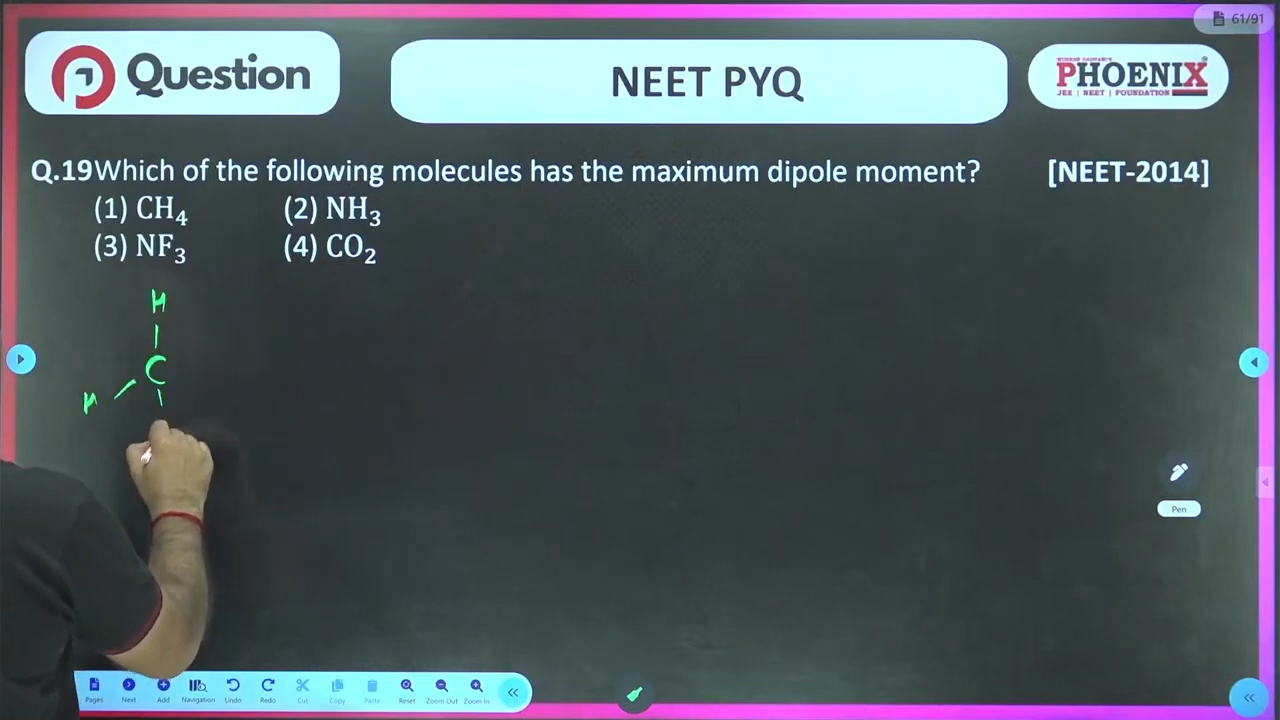 61/91
Question
NEET PYQ
PHOENIX
JEE | NEET | FOUNDATION
Q.19 Which of the following molecules has the maximum dipole moment? [NEET-2014]
(1) CH₄ (2) NH₃
(3) NF₃ (4) CO₂
H
C
H
Pen
Pages Next Add Navigation Undo Redo Cut Copy Paste Reset Zoom Out Zoom In